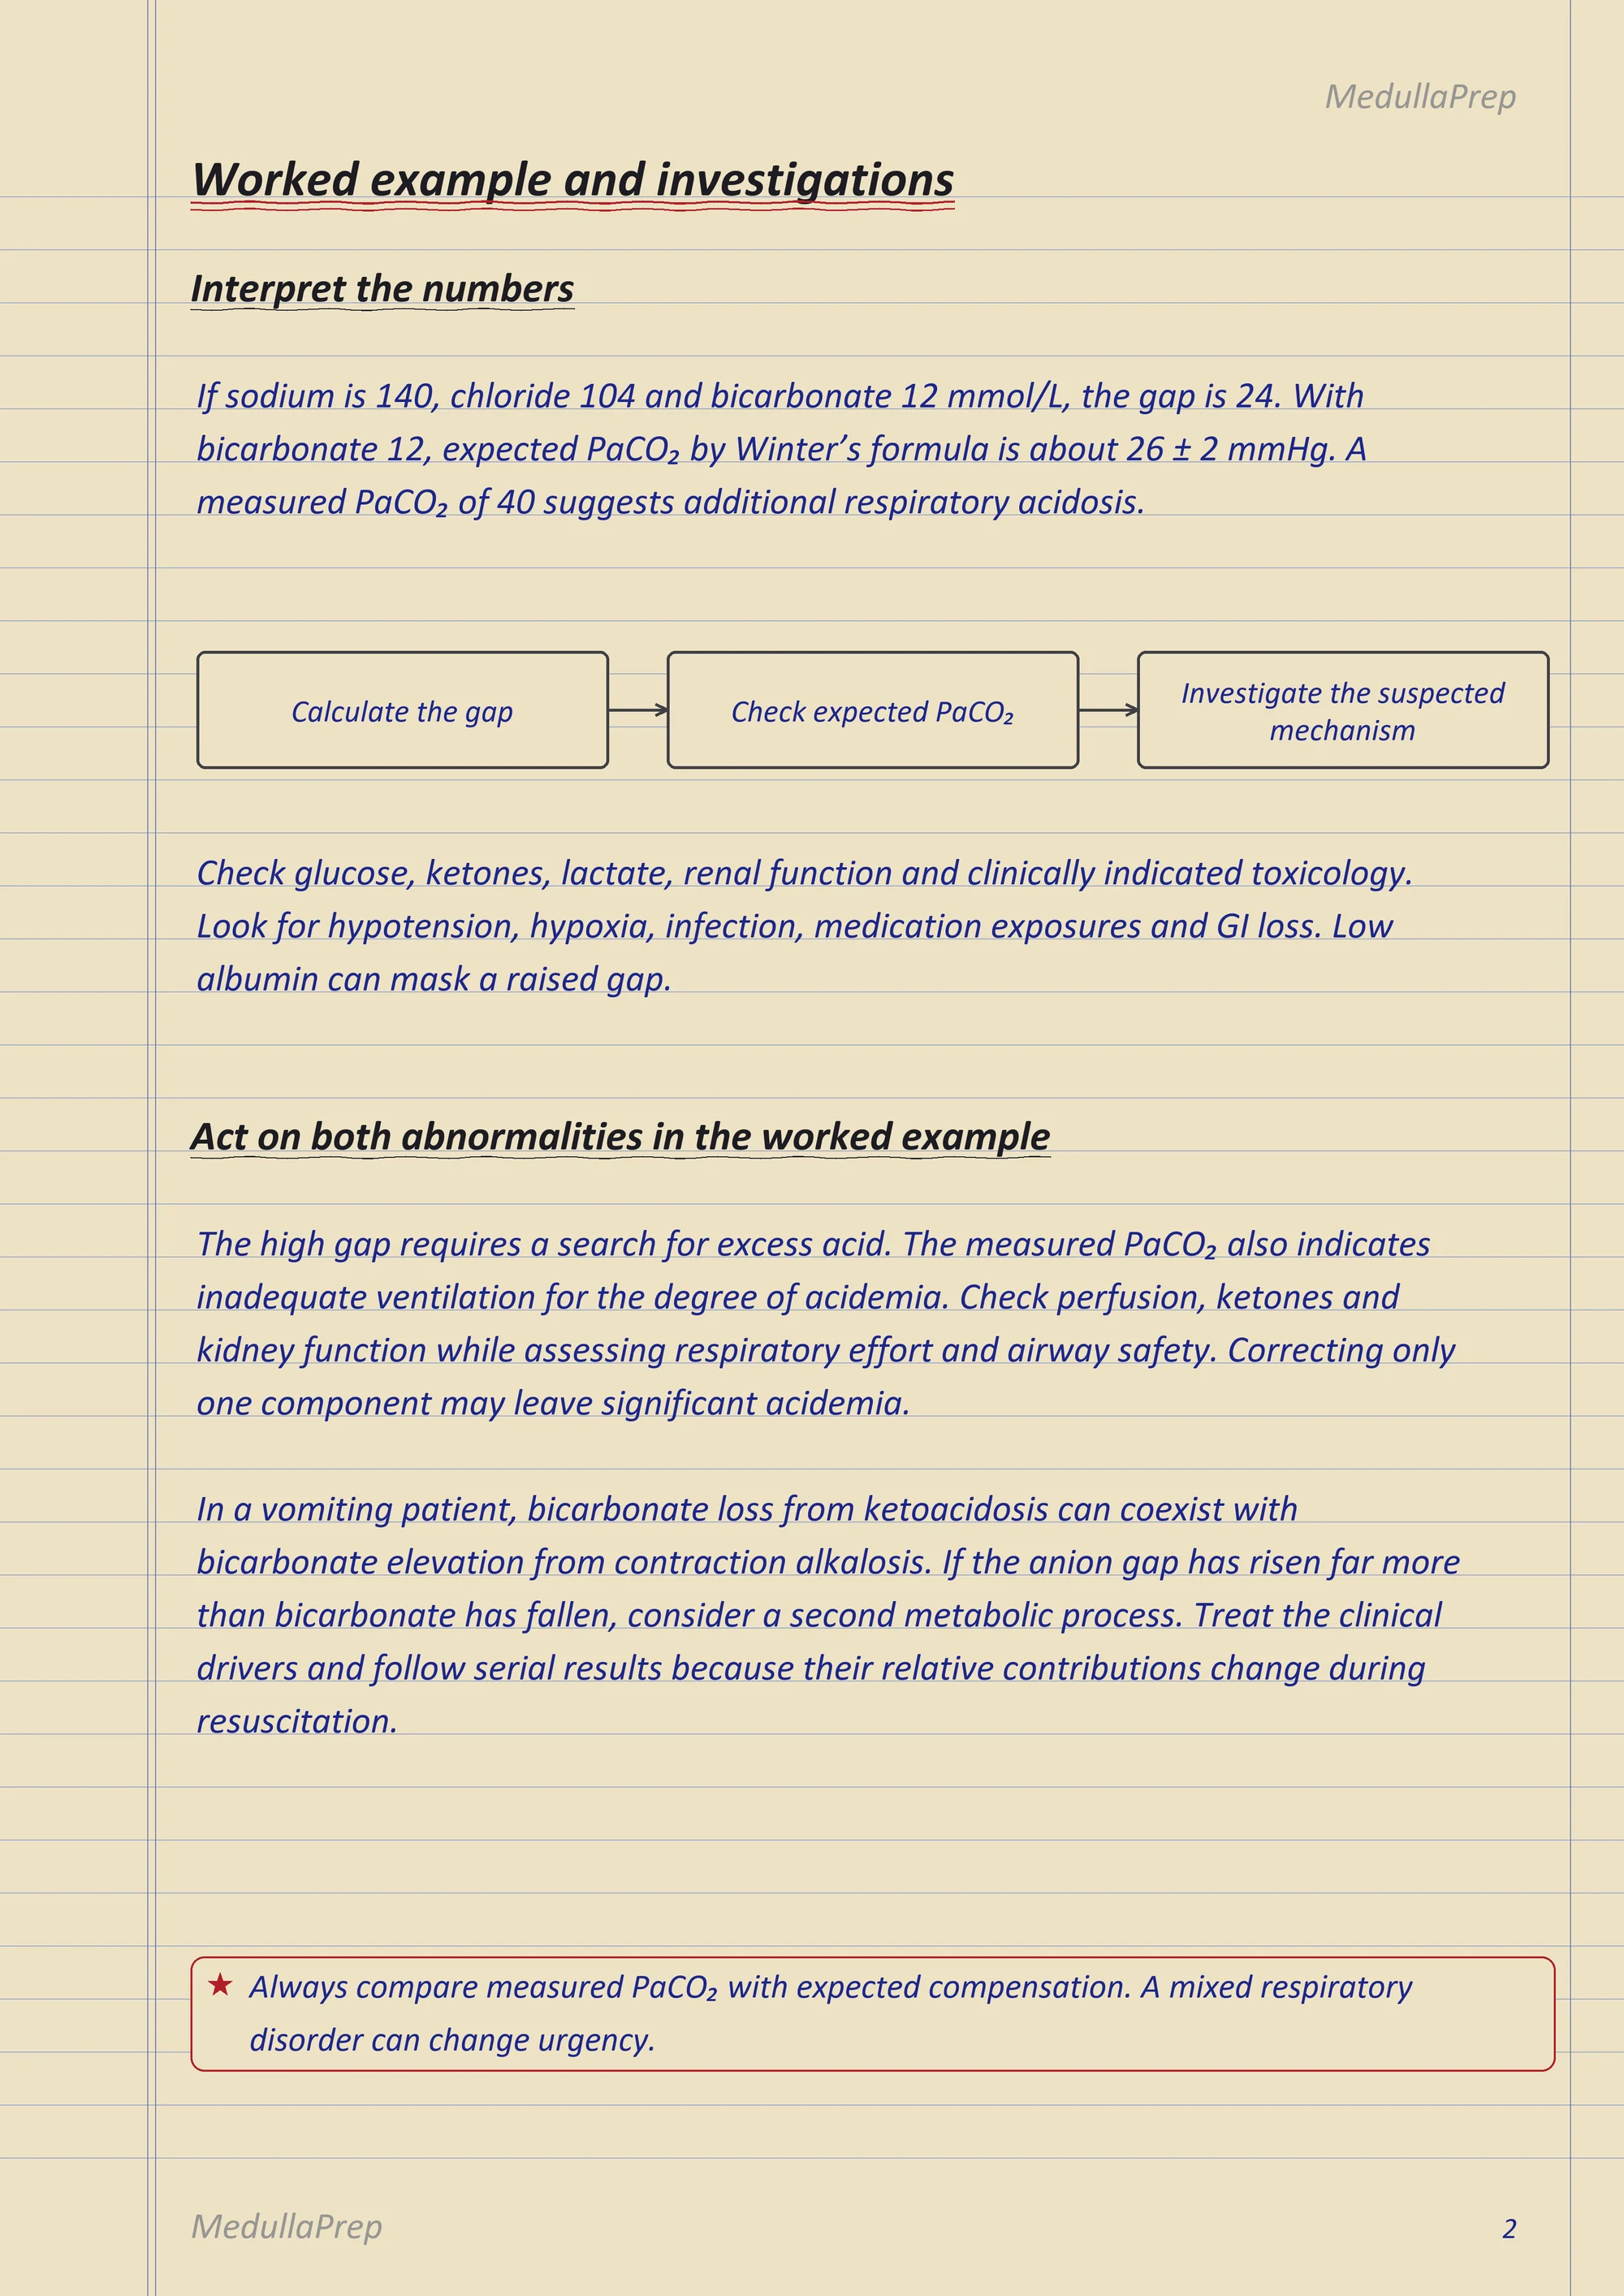 MedullaPrep
Worked example and investigations
Interpret the numbers
If sodium is 140, chloride 104 and bicarbonate 12 mmol/L, the gap is 24. With
bicarbonate 12, expected PaCO₂ by Winter’s formula is about 26 ± 2 mmHg. A
measured PaCO₂ of 40 suggests additional respiratory acidosis.
Calculate the gap
Check expected PaCO₂
Investigate the suspected
mechanism
Check glucose, ketones, lactate, renal function and clinically indicated toxicology.
Look for hypotension, hypoxia, infection, medication exposures and GI loss. Low
albumin can mask a raised gap.
Act on both abnormalities in the worked example
The high gap requires a search for excess acid. The measured PaCO₂ also indicates
inadequate ventilation for the degree of acidemia. Check perfusion, ketones and
kidney function while assessing respiratory effort and airway safety. Correcting only
one component may leave significant acidemia.
In a vomiting patient, bicarbonate loss from ketoacidosis can coexist with
bicarbonate elevation from contraction alkalosis. If the anion gap has risen far more
than bicarbonate has fallen, consider a second metabolic process. Treat the clinical
drivers and follow serial results because their relative contributions change during
resuscitation.
★ Always compare measured PaCO₂ with expected compensation. A mixed respiratory
disorder can change urgency.
MedullaPrep
2